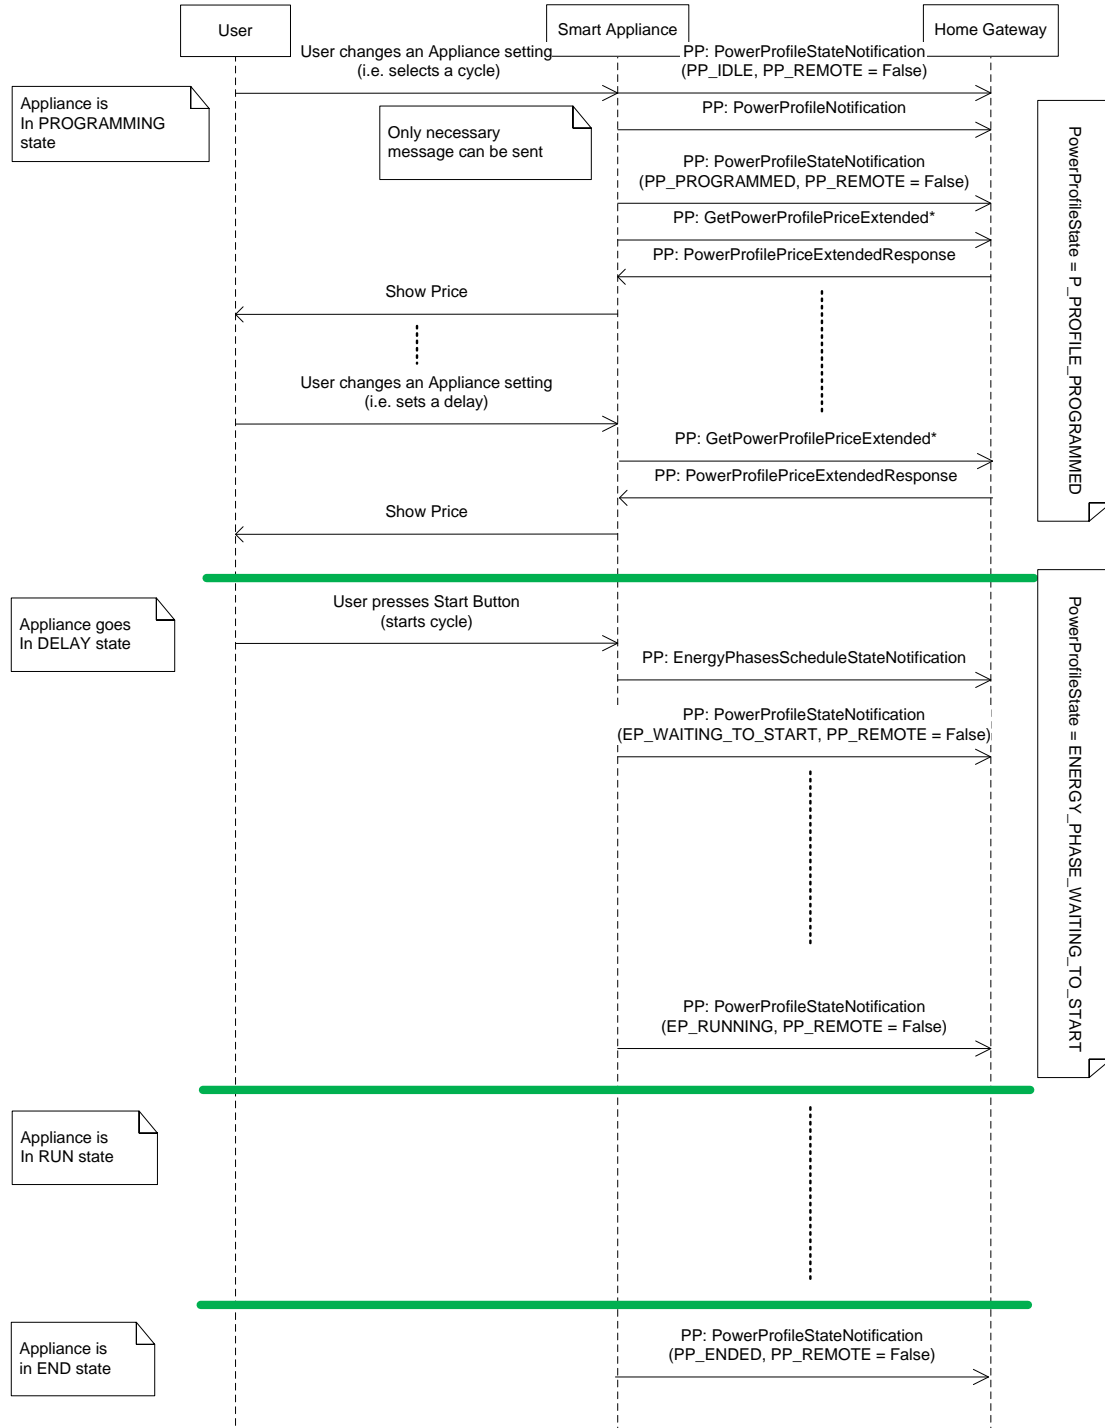 User
Smart Appliance
Home Gateway
User changes an Appliance setting
(i.e. selects a cycle)
PP: PowerProfileStateNotification
(PP_IDLE, PP_REMOTE = False)
Appliance is
In PROGRAMMING
state
Only necessary
message can be sent
PP: PowerProfileNotification
PP: PowerProfileStateNotification
(PP_PROGRAMMED, PP_REMOTE = False)
PP: GetPowerProfilePriceExtended*
PP: PowerProfilePriceExtendedResponse
Show Price
PowerProfileState = P_PROFILE_PROGRAMMED
User changes an Appliance setting
(i.e. sets a delay)
PP: GetPowerProfilePriceExtended*
PP: PowerProfilePriceExtendedResponse
Show Price
Appliance goes
In DELAY state
User presses Start Button
(starts cycle)
PP: EnergyPhasesScheduleStateNotification
PP: PowerProfileStateNotification
(EP_WAITING_TO_START, PP_REMOTE = False)
PowerProfileState = ENERGY_PHASE_WAITING_TO_START
PP: PowerProfileStateNotification
(EP_RUNNING, PP_REMOTE = False)
Appliance is
In RUN state
Appliance is
in END state
PP: PowerProfileStateNotification
(PP_ENDED, PP_REMOTE = False)